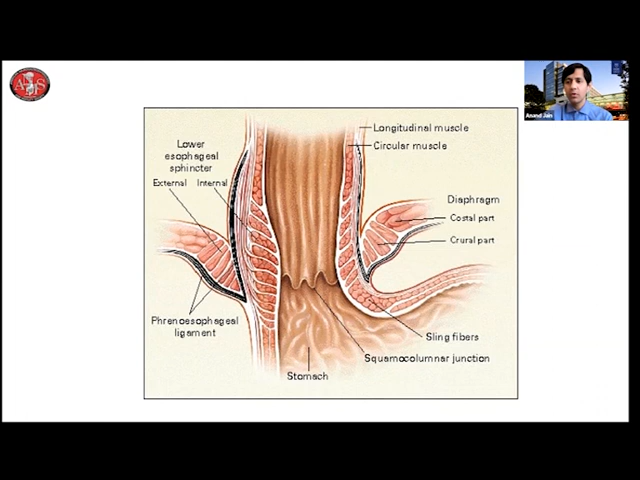 ANS
Anand Jain
Longitudinal muscle
Circular muscle
Lower
esophageal
sphincter
External
Internal
Diaphragm
Costal part
Crural part
Phrenoesophageal
ligament
Sling fibers
Squamocolumnar junction
Stomach